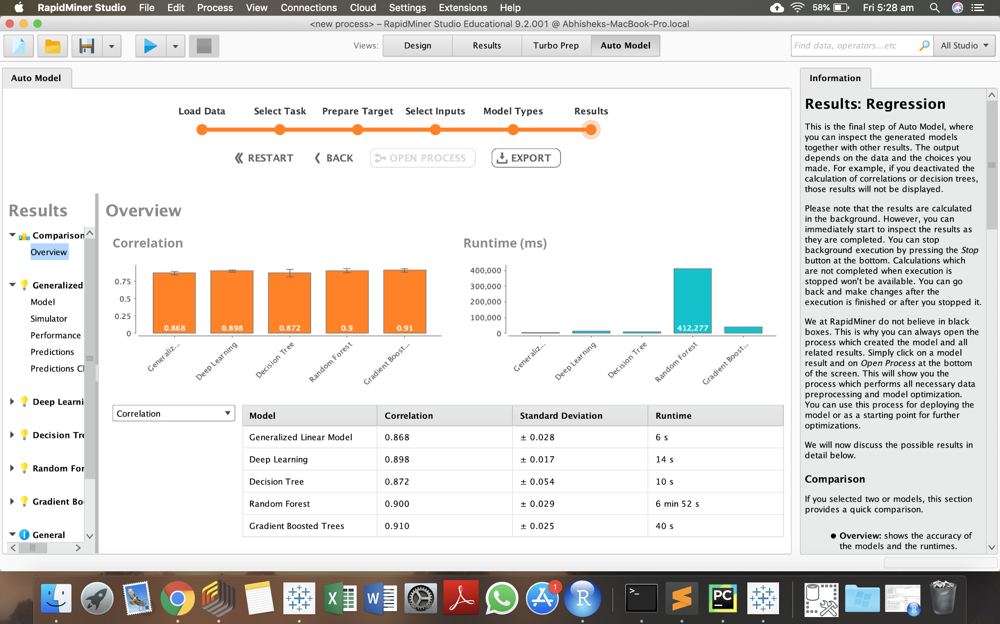 RapidMiner Studio File Edit Process View Connections Cloud Settings Extensions Help 58% Fri 5:28 am
<new process> – RapidMiner Studio Educational 9.2.001 @ Abhisheks-MacBook-Pro.local
Views: Design Results Turbo Prep Auto Model
Find data, operators...etc All Studio
Auto Model
Load Data Select Task Prepare Target Select Inputs Model Types Results
RESTART BACK OPEN PROCESS EXPORT
Results
Comparison
Overview
Generalized
Model
Simulator
Performance
Predictions
Predictions Cl
Deep Learni
Decision Tre
Random For
Gradient Bo
General
Overview
Correlation
0.75
0.5
0.25
0
0.868 0.898 0.872 0.9 0.91
Generaliz... Deep Learning Decision Tree Random Forest Gradient Boost...
Runtime (ms)
400,000
300,000
200,000
100,000
0
412,277
Generaliz... Deep Learning Decision Tree Random Forest Gradient Boost...
Correlation
Model Correlation Standard Deviation Runtime
Generalized Linear Model 0.868 ± 0.028 6 s
Deep Learning 0.898 ± 0.017 14 s
Decision Tree 0.872 ± 0.054 10 s
Random Forest 0.900 ± 0.029 6 min 52 s
Gradient Boosted Trees 0.910 ± 0.025 40 s
Information
Results: Regression
This is the final step of Auto Model, where
you can inspect the generated models
together with other results. The output
depends on the data and the choices you
made. For example, if you deactivated the
calculation of correlations or decision trees,
those results will not be displayed.
Please note that the results are calculated
in the background. However, you can
immediately start to inspect the results as
they are completed. You can stop
background execution by pressing the Stop
button at the bottom. Calculations which
are not completed when execution is
stopped won't be available. You can go
back and make changes after the
execution is finished or after you stopped it.
We at RapidMiner do not believe in black
boxes. This is why you can always open the
process which created the model and all
related results. Simply click on a model
result and on Open Process at the bottom
of the screen. This will show you the
process which performs all necessary data
preprocessing and model optimization.
You can use this process for deploying the
model or as a starting point for further
optimizations.
We will now discuss the possible results in
detail below.
Comparison
If you selected two or models, this section
provides a quick comparison.
● Overview: shows the accuracy of
the models and the runtimes.
X W 1 R >_ PC R